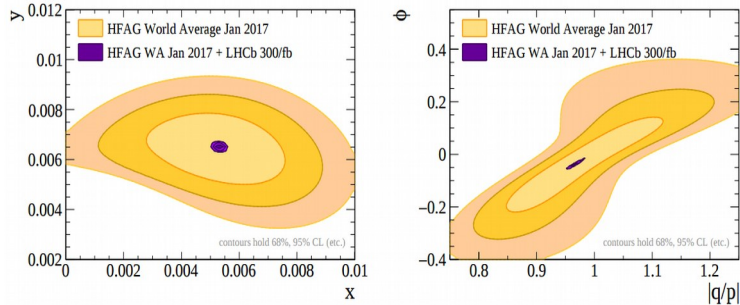 y
0.012
0.01
0.008
0.006
0.004
0.002
HFAG World Average Jan 2017
HFAG WA Jan 2017 + LHCb 300/fb
contours hold 68%, 95% CL (etc.)
0 0.002 0.004 0.006 0.008 0.01
x
ϕ
0.4
0.2
0
−0.2
−0.4
HFAG World Average Jan 2017
HFAG WA Jan 2017 + LHCb 300/fb
contours hold 68%, 95% CL (etc.)
0.8 0.9 1 1.1 1.2
|q/p|